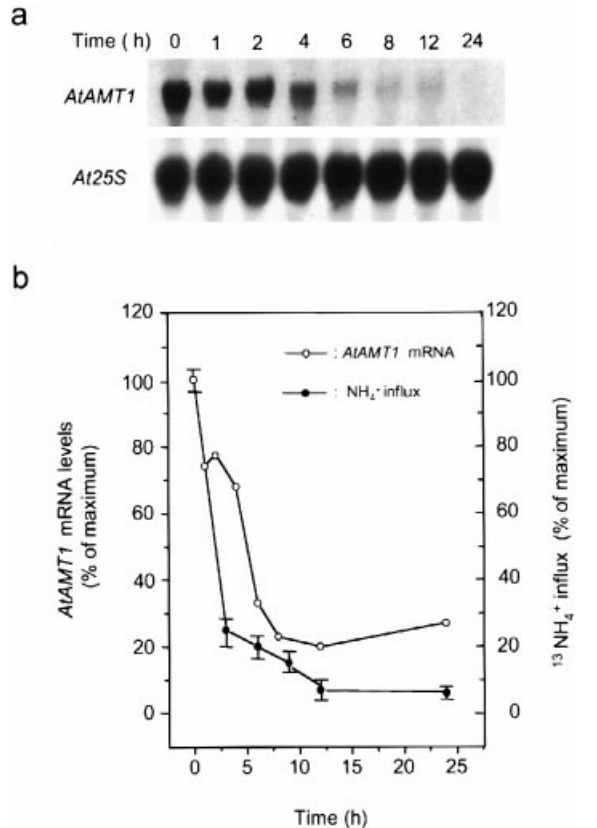 a
Time ( h) 0 1 2 4 6 8 12 24
AtAMT1
At25S
b
AtAMT1 mRNA levels
(% of maximum)
120
100
80
60
40
20
0
○ : AtAMT1 mRNA
● : NH₄⁺ influx
120
100
80
60
40
20
0
¹³NH₄⁺ influx (% of maximum)
0 5 10 15 20 25
Time (h)